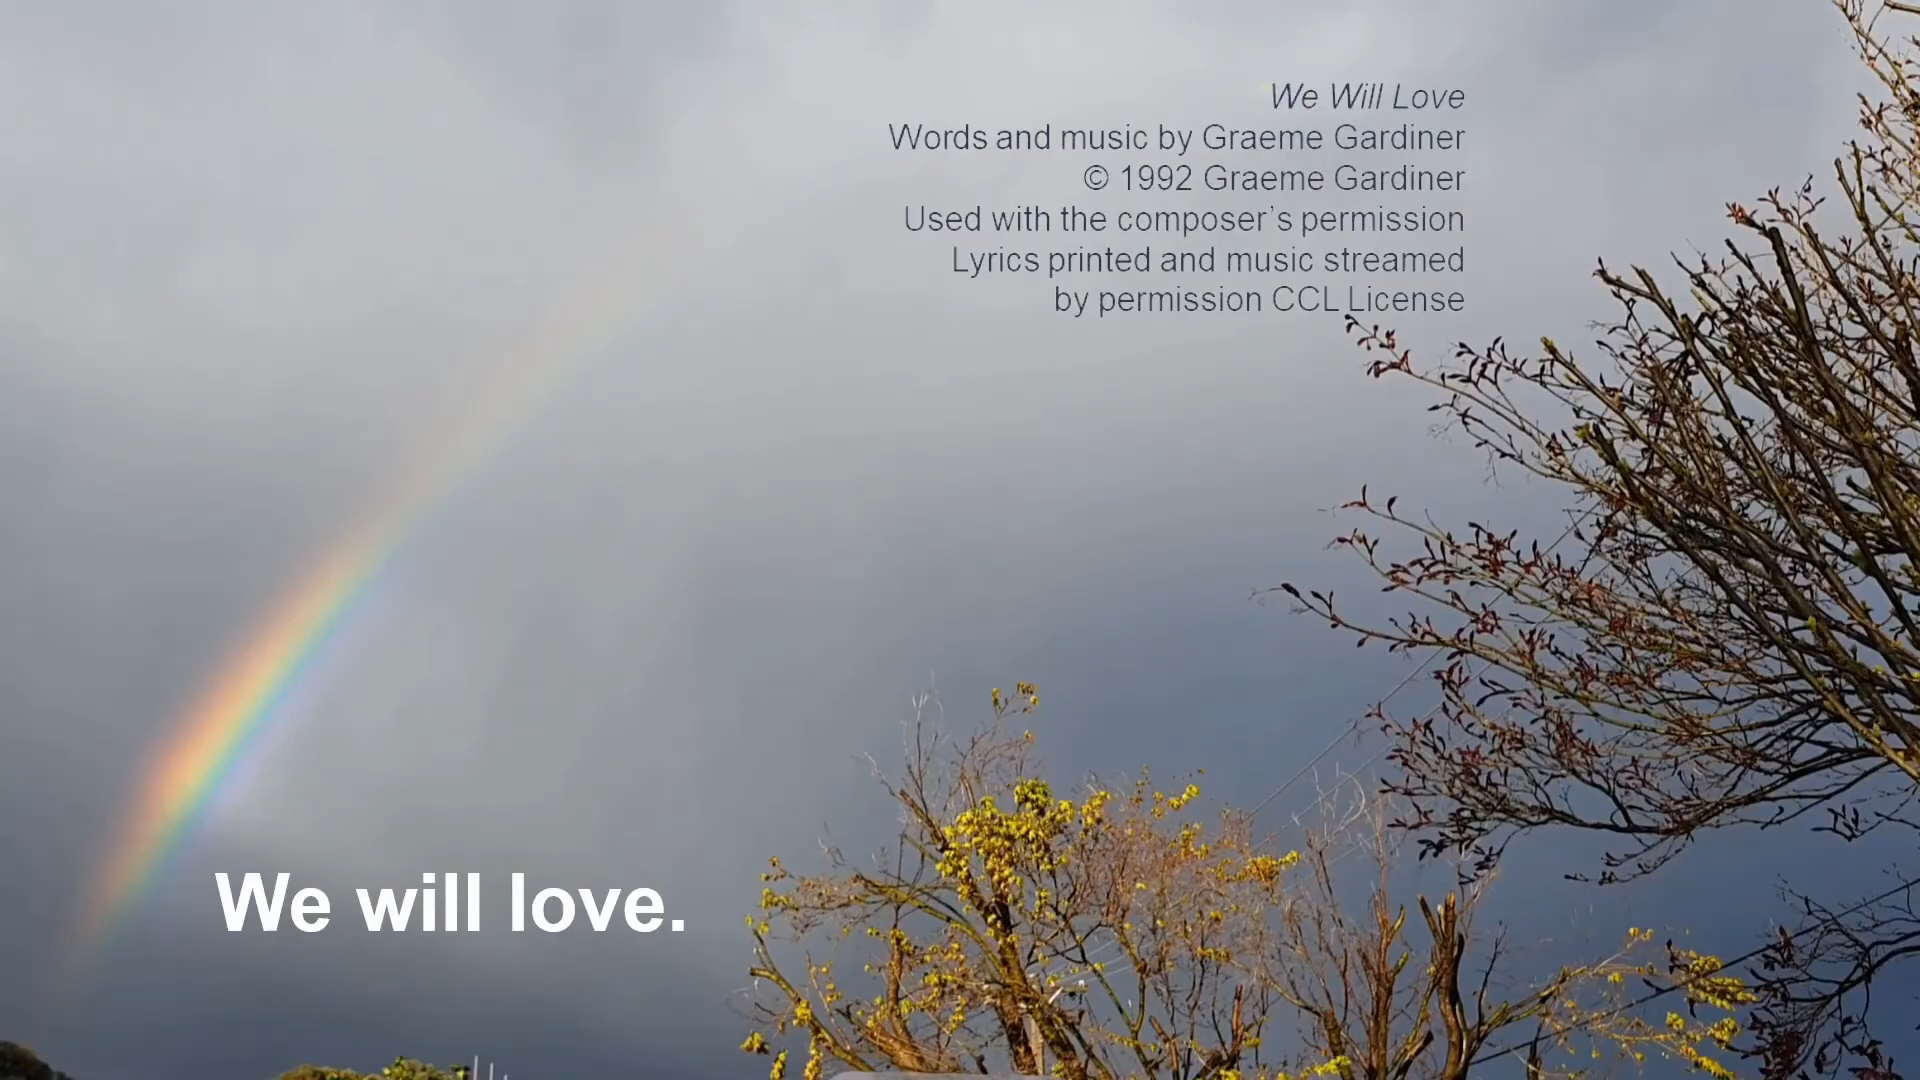 We Will Love
Words and music by Graeme Gardiner
© 1992 Graeme Gardiner
Used with the composer’s permission
Lyrics printed and music streamed
by permission CCL License
We will love.